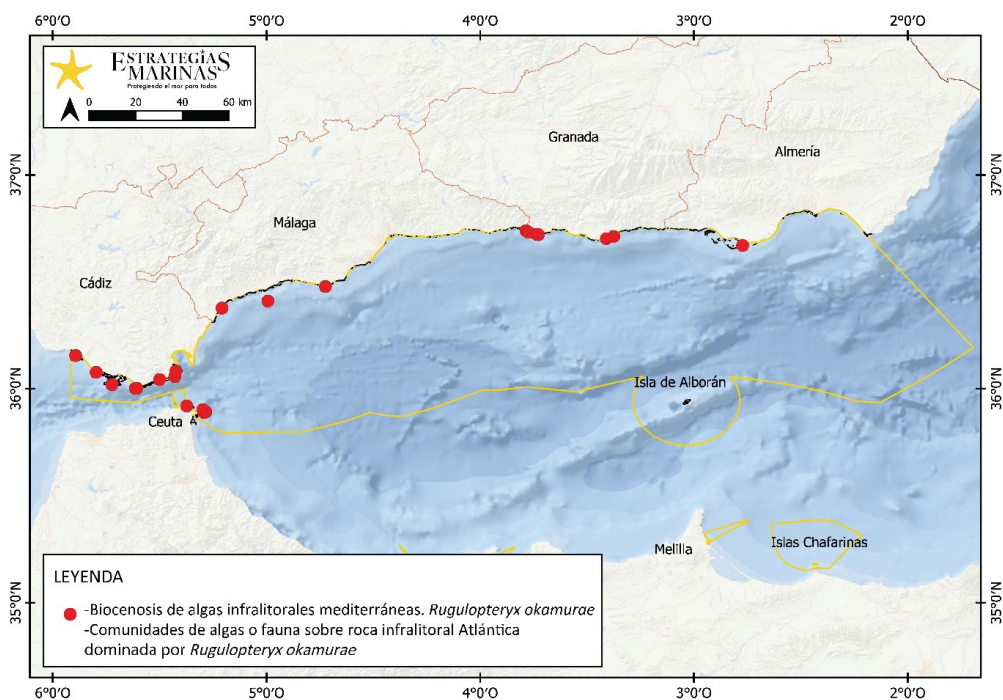 6°0'O 5°0'O 4°0'O 3°0'O 2°0'O
ESTRATEGIAS
MARINAS
Protegiendo el mar para todos
0 20 40 60 km
Granada
Almería
37°0'N 37°0'N
Málaga
Cádiz
36°0'N 36°0'N
Isla de Alborán
Ceuta
Melilla
Islas Chafarinas
LEYENDA
-Biocenosis de algas infralitorales mediterráneas. Rugulopteryx okamurae
-Comunidades de algas o fauna sobre roca infralitoral Atlántica
dominada por Rugulopteryx okamurae
35°0'N 35°0'N
6°0'O 5°0'O 4°0'O 3°0'O 2°0'O